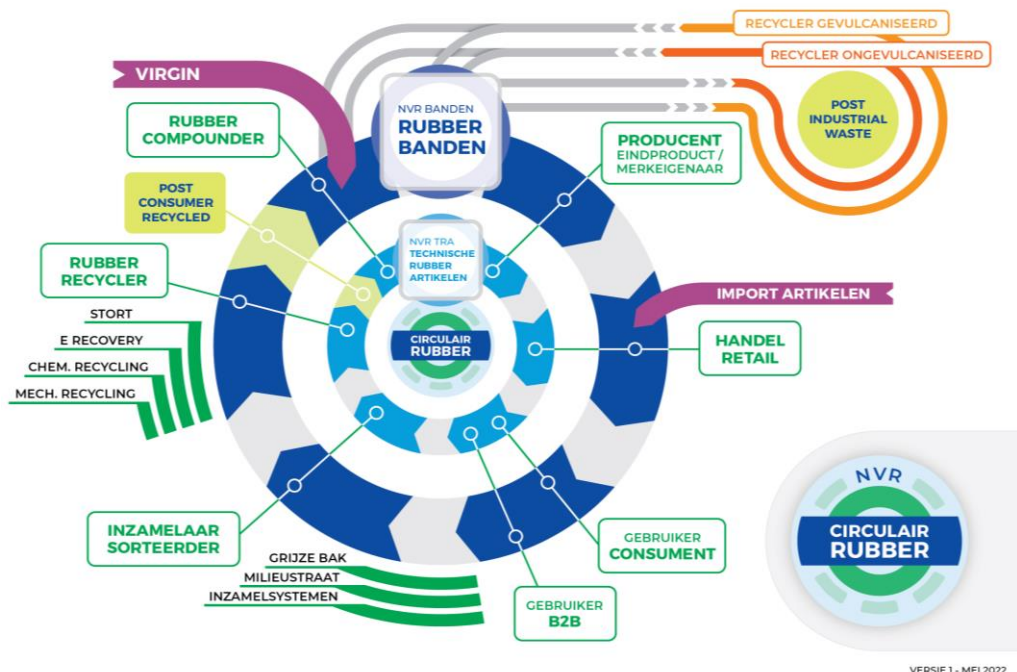 RECYCLER GEVULCANISEERD
RECYCLER ONGEVULCANISEERD
VIRGIN
POST
INDUSTRIAL
WASTE
NVR BANDEN
RUBBER
BANDEN
RUBBER
COMPOUNDER
PRODUCENT
EINDPRODUCT /
MERKEIGENAAR
POST
CONSUMER
RECYCLED
NVR TRA
TECHNISCHE
RUBBER
ARTIKELEN
RUBBER
RECYCLER
IMPORT ARTIKELEN
STORT
E RECOVERY
CHEM. RECYCLING
MECH. RECYCLING
CIRCULAIR
RUBBER
HANDEL
RETAIL
INZAMELAAR
SORTEERDER
GEBRUIKER
CONSUMENT
GRIJZE BAK
MILIEUSTRAAT
INZAMELSYSTEMEN
GEBRUIKER
B2B
NVR
CIRCULAIR
RUBBER
VERSIE 1 - MEI 2022